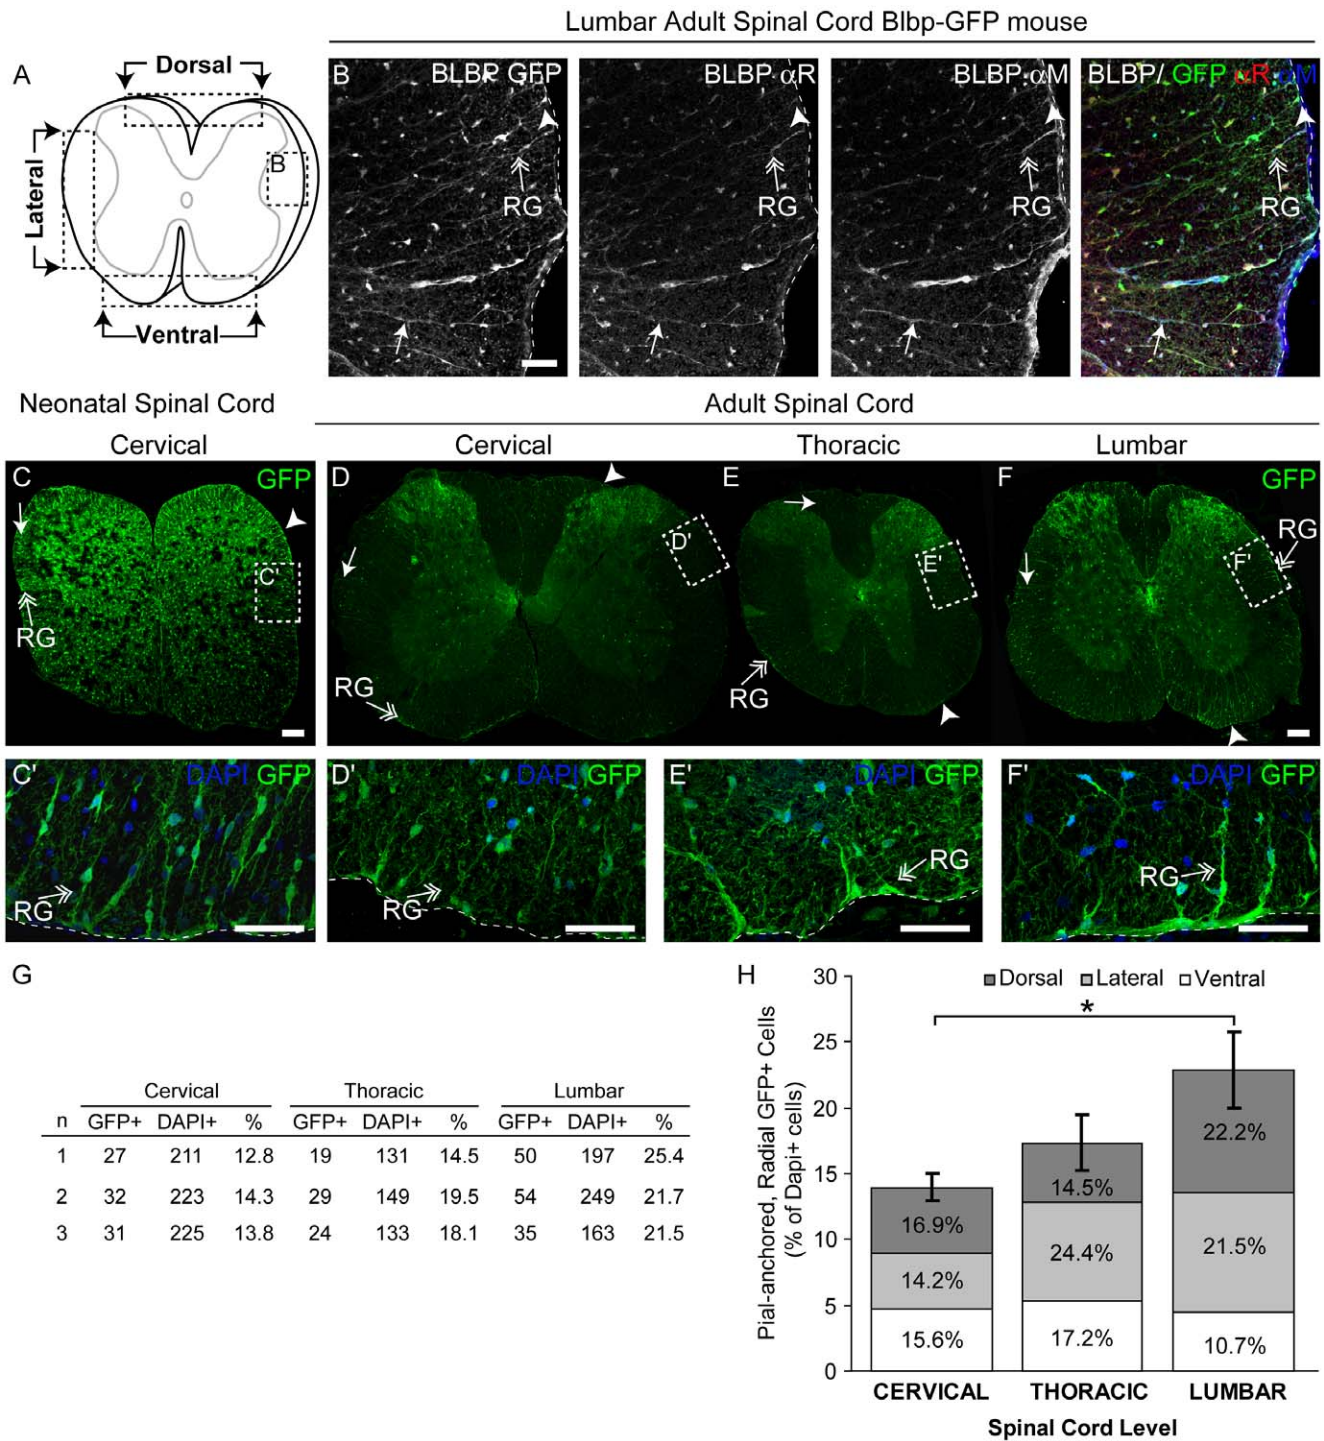 Lumbar Adult Spinal Cord Blbp-GFP mouse
A
Dorsal
Lateral
B
Ventral
B
BLBP GFP
RG
BLBP αR
RG
BLBP αM
RG
BLBP/ GFP αR αM
RG
Neonatal Spinal Cord
Adult Spinal Cord
Cervical
Cervical
Thoracic
Lumbar
C
GFP
C'
RG
D
D'
RG
E
E'
RG
F
GFP
F'
RG
C'
DAPI GFP
RG
D'
DAPI GFP
RG
E'
DAPI GFP
RG
F'
DAPI GFP
RG
G
Cervical Thoracic Lumbar
n GFP+ DAPI+ % GFP+ DAPI+ % GFP+ DAPI+ %
1 27 211 12.8 19 131 14.5 50 197 25.4
2 32 223 14.3 29 149 19.5 54 249 21.7
3 31 225 13.8 24 133 18.1 35 163 21.5
H
Dorsal Lateral Ventral
*
Pial-anchored, Radial GFP+ Cells
(% of Dapi+ cells)
30
25
20
15
10
5
0
16.9%
14.2%
15.6%
14.5%
24.4%
17.2%
22.2%
21.5%
10.7%
CERVICAL THORACIC LUMBAR
Spinal Cord Level